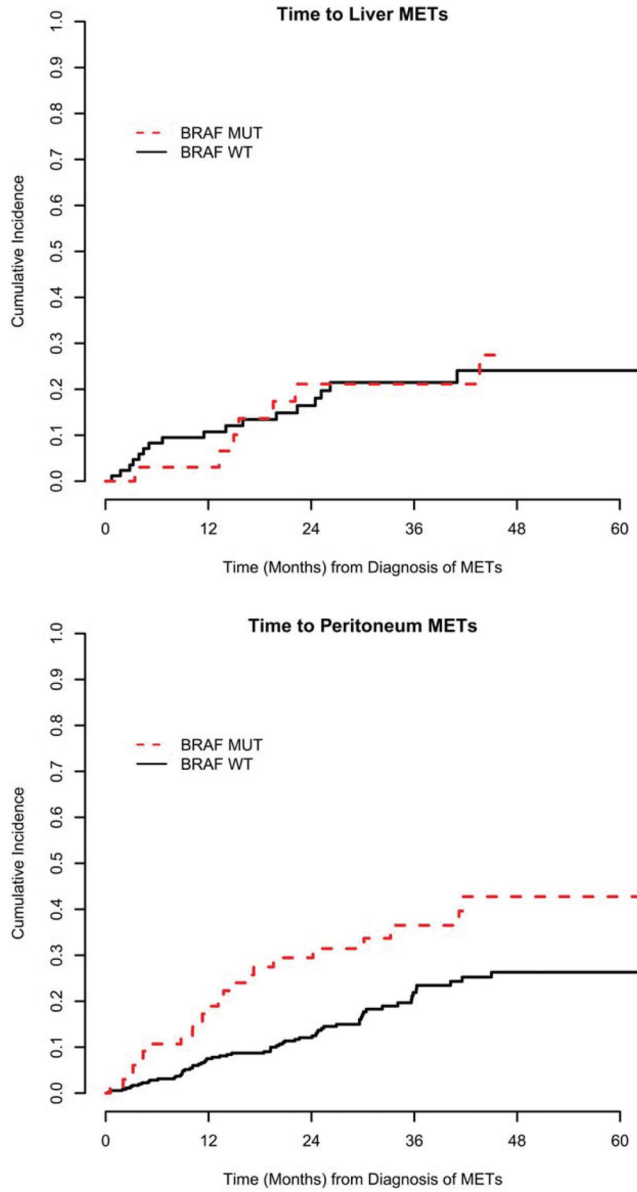 Time to Liver METs
1.0
0.9
0.8
0.7
0.6
0.5
0.4
0.3
0.2
0.1
0.0
Cumulative Incidence
BRAF MUT
BRAF WT
0 12 24 36 48 60
Time (Months) from Diagnosis of METs
Time to Peritoneum METs
1.0
0.9
0.8
0.7
0.6
0.5
0.4
0.3
0.2
0.1
0.0
Cumulative Incidence
BRAF MUT
BRAF WT
0 12 24 36 48 60
Time (Months) from Diagnosis of METs